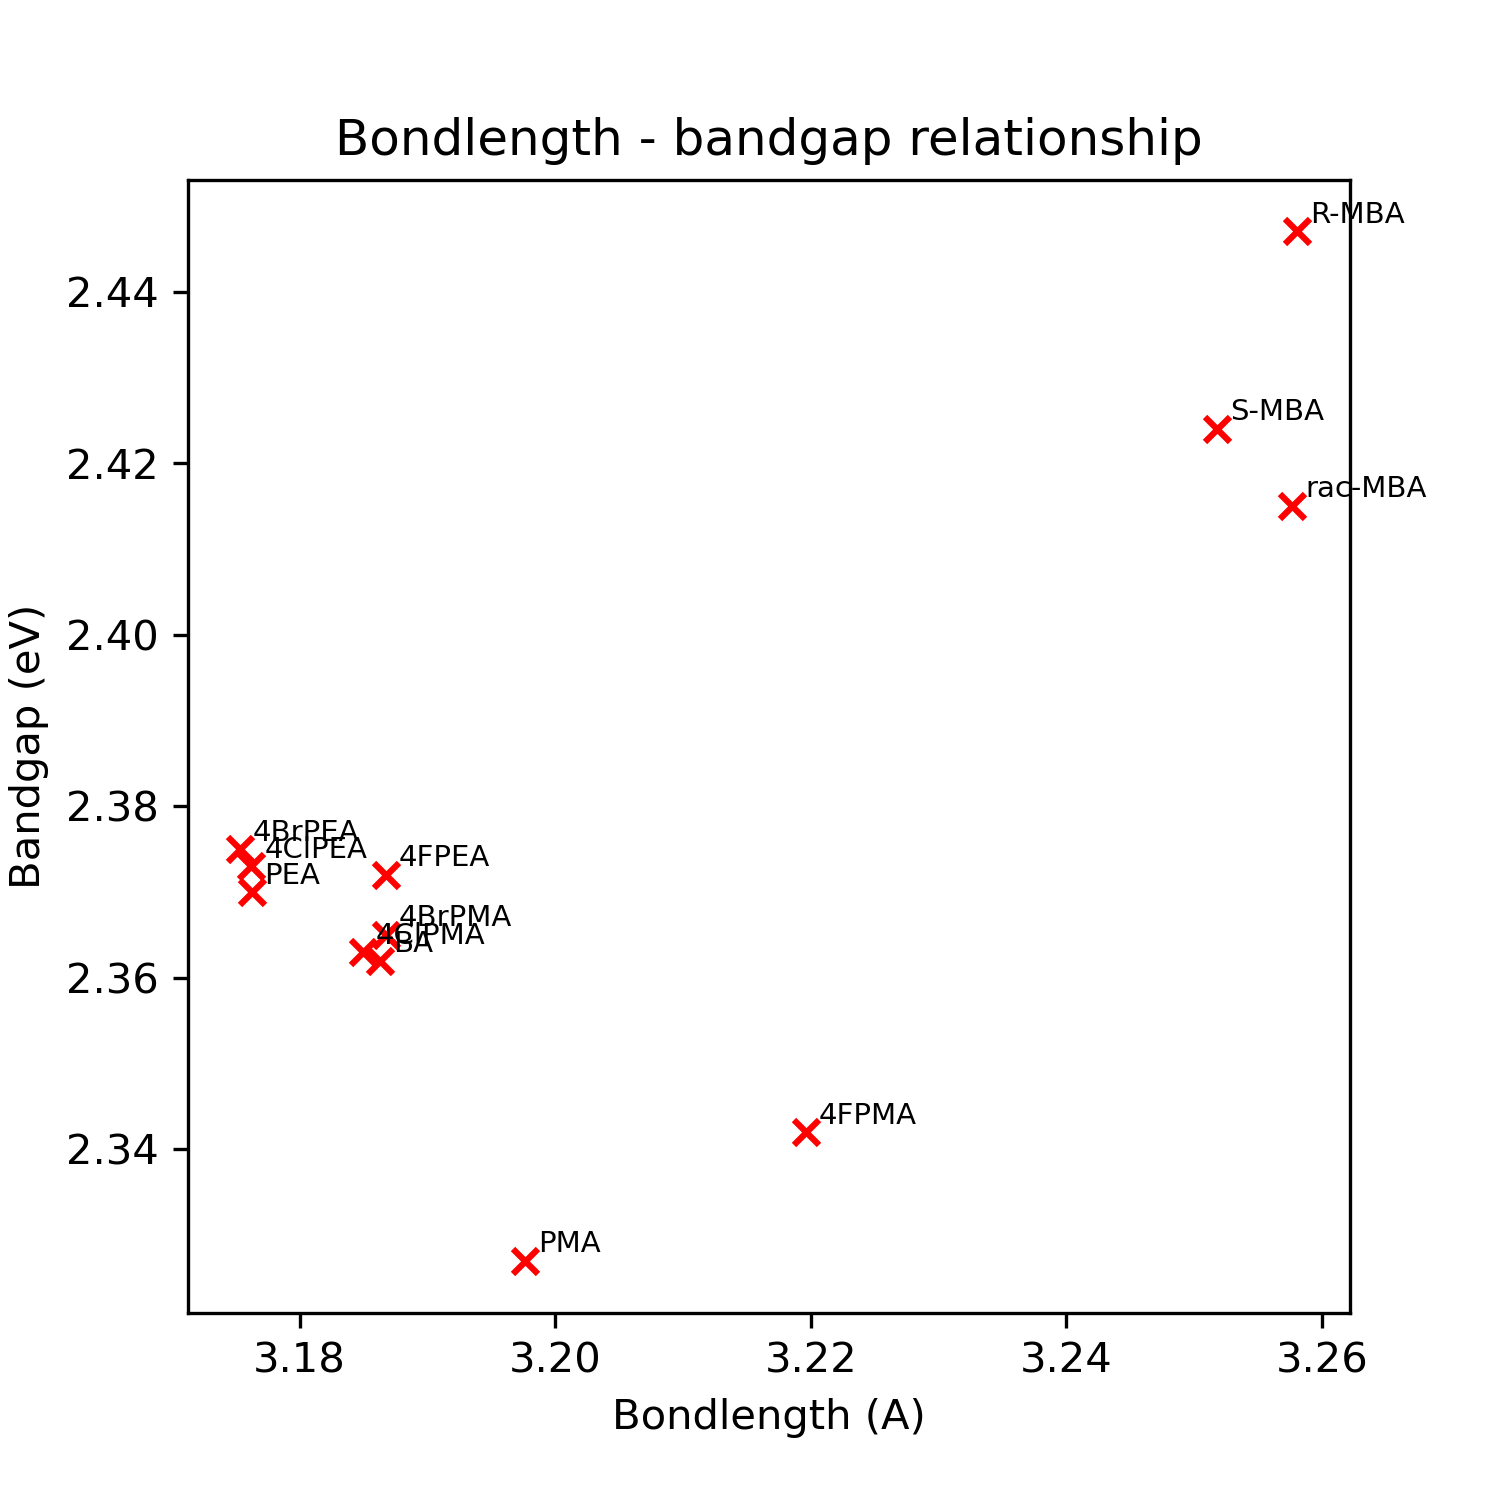 Bondlength - bandgap relationship
R-MBA
2.44
S-MBA
2.42
rac-MBA
2.40
Bandgap (eV)
2.38
4BrPEA
4ClPEA
4FPEA
PEA
4BrPMA
4ClPMA
BA
2.36
4FPMA
2.34
PMA
3.18 3.20 3.22 3.24 3.26
Bondlength (A)